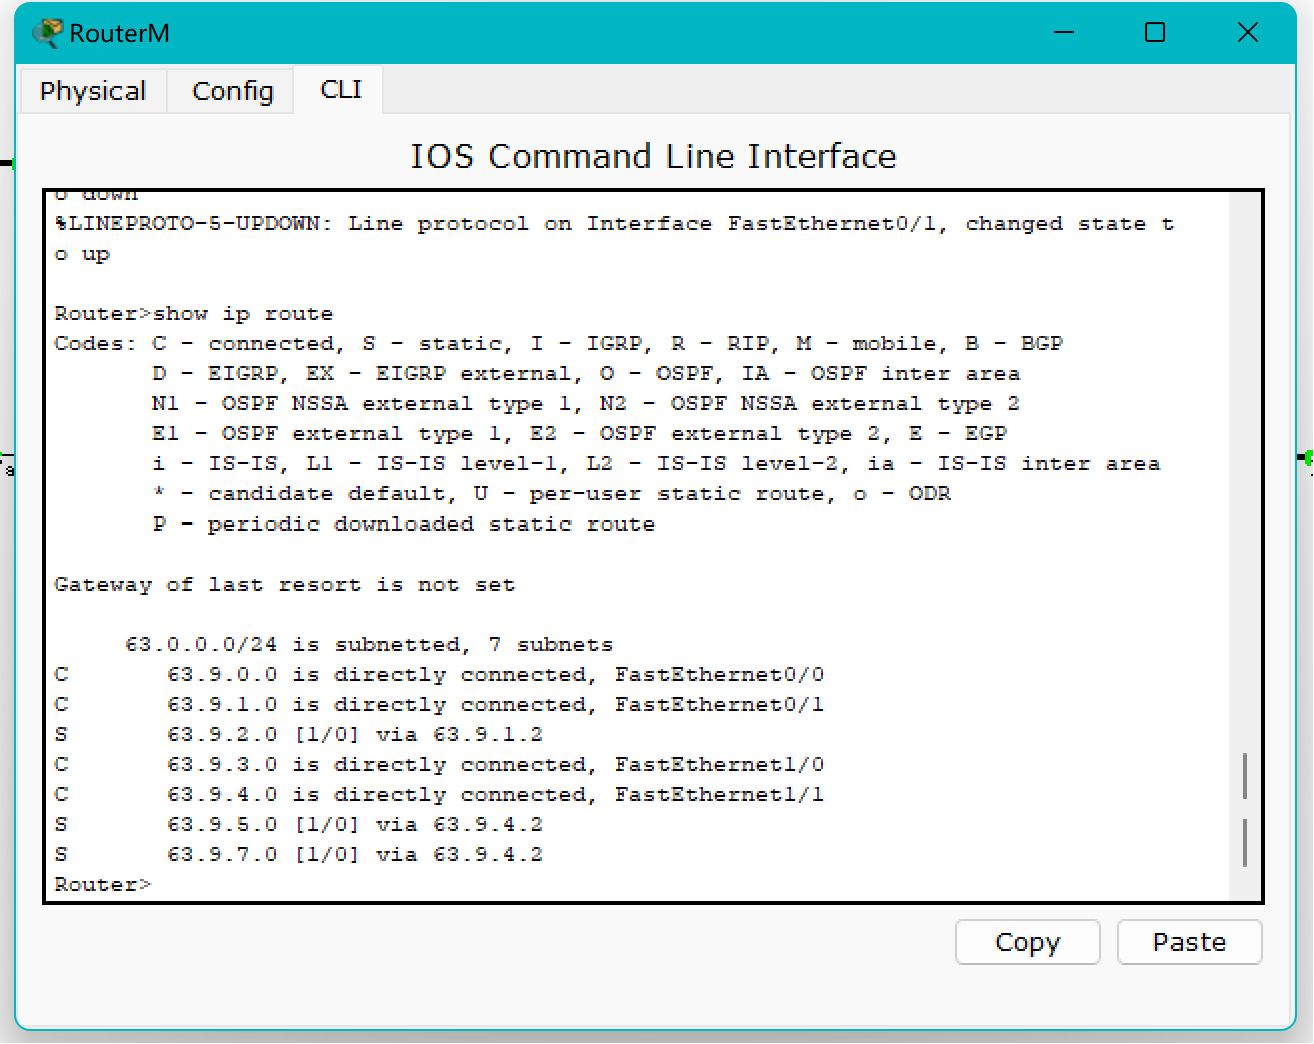 RouterM
Physical Config CLI
IOS Command Line Interface
o down
%LINEPROTO-5-UPDOWN: Line protocol on Interface FastEthernet0/1, changed state t
o up
Router>show ip route
Codes: C - connected, S - static, I - IGRP, R - RIP, M - mobile, B - BGP
D - EIGRP, EX - EIGRP external, O - OSPF, IA - OSPF inter area
N1 - OSPF NSSA external type 1, N2 - OSPF NSSA external type 2
E1 - OSPF external type 1, E2 - OSPF external type 2, E - EGP
i - IS-IS, L1 - IS-IS level-1, L2 - IS-IS level-2, ia - IS-IS inter area
* - candidate default, U - per-user static route, o - ODR
P - periodic downloaded static route
Gateway of last resort is not set
63.0.0.0/24 is subnetted, 7 subnets
C 63.9.0.0 is directly connected, FastEthernet0/0
C 63.9.1.0 is directly connected, FastEthernet0/1
S 63.9.2.0 [1/0] via 63.9.1.2
C 63.9.3.0 is directly connected, FastEthernet1/0
C 63.9.4.0 is directly connected, FastEthernet1/1
S 63.9.5.0 [1/0] via 63.9.4.2
S 63.9.7.0 [1/0] via 63.9.4.2
Router>
Copy Paste